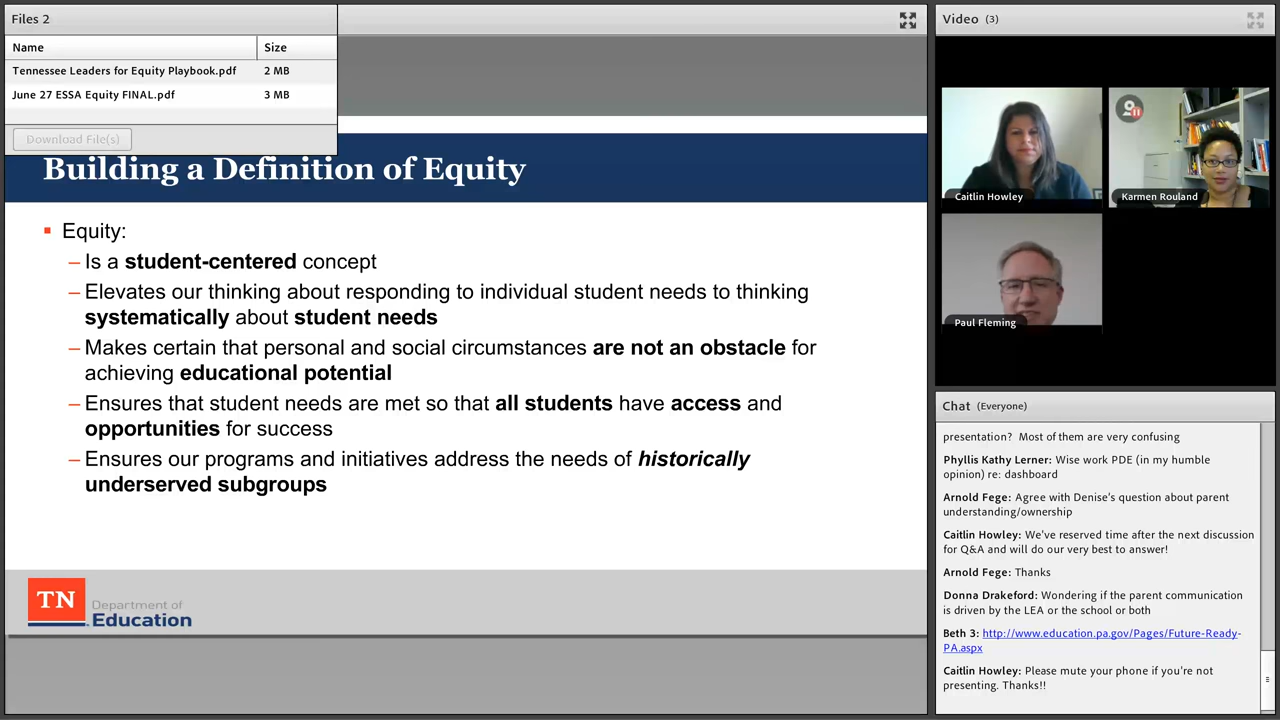 Files 2
Name Size
Tennessee Leaders for Equity Playbook.pdf 2 MB
June 27 ESSA Equity FINAL.pdf 3 MB
Download File(s)
Building a Definition of Equity
Equity:
– Is a student-centered concept
– Elevates our thinking about responding to individual student needs to thinking
systematically about student needs
– Makes certain that personal and social circumstances are not an obstacle for
achieving educational potential
– Ensures that student needs are met so that all students have access and
opportunities for success
– Ensures our programs and initiatives address the needs of historically
underserved subgroups
TN
Department of
Education
Video (3)
Caitlin Howley
Karmen Rouland
Paul Fleming
Chat (Everyone)
presentation? Most of them are very confusing
Phyllis Kathy Lerner: Wise work PDE (in my humble
opinion) re: dashboard
Arnold Fege: Agree with Denise's question about parent
understanding/ownership
Caitlin Howley: We've reserved time after the next discussion
for Q&A and will do our very best to answer!
Arnold Fege: Thanks
Donna Drakeford: Wondering if the parent communication
is driven by the LEA or the school or both
Beth 3: http://www.education.pa.gov/Pages/Future-Ready-
PA.aspx
Caitlin Howley: Please mute your phone if you're not
presenting. Thanks!!